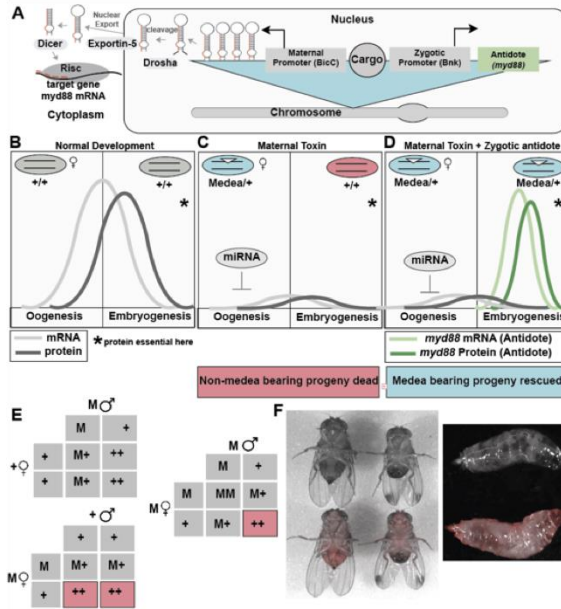 A
Nucleus
Nuclear
Export
cleavage
Dicer
Exportin-5
Drosha
Maternal
Promoter (BicC)
Cargo
Zygotic
Promoter (Bnk)
Antidote
(myd88)
Risc
target gene
myd88 mRNA
Cytoplasm
Chromosome
B
Normal Development
♀
+/+
+/+
*
Oogenesis
Embryogenesis
mRNA
protein
* protein essential here
C
Maternal Toxin
♀
Medea/+
+/+
*
miRNA
Oogenesis
Embryogenesis
D
Maternal Toxin + Zygotic antidote
♀
Medea/+
Medea/+
*
miRNA
Oogenesis
Embryogenesis
myd88 mRNA (Antidote)
myd88 Protein (Antidote)
Non-medea bearing progeny dead
Medea bearing progeny rescued
E
M♂
M +
+♀
+ M+ ++
+ M+ ++
+♂
+ +
M♀
M M+ M+
+ ++ ++
M♂
M +
M♀
M MM M+
+ M+ ++
F